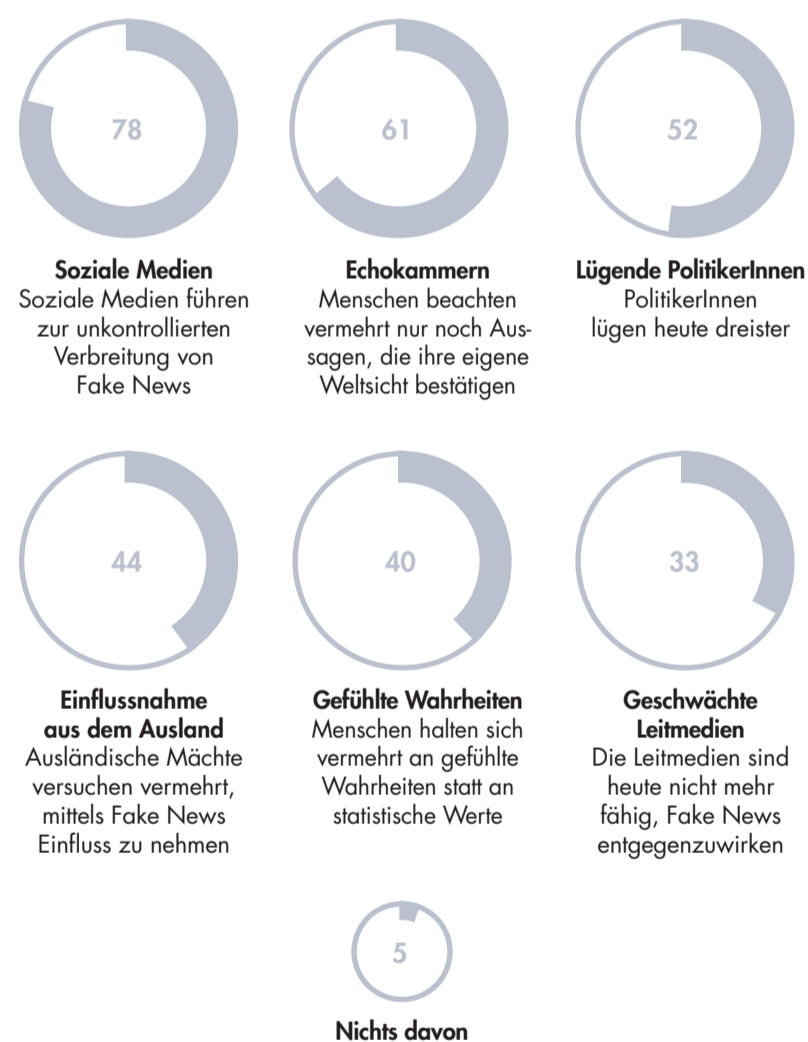 78
Soziale Medien
Soziale Medien führen
zur unkontrollierten
Verbreitung von
Fake News
61
Echokammern
Menschen beachten
vermehrt nur noch Aus-
sagen, die ihre eigene
Weltsicht bestätigen
52
Lügende PolitikerInnen
PolitikerInnen
lügen heute dreister
44
Einflussnahme
aus dem Ausland
Ausländische Mächte
versuchen vermehrt,
mittels Fake News
Einfluss zu nehmen
40
Gefühlte Wahrheiten
Menschen halten sich
vermehrt an gefühlte
Wahrheiten statt an
statistische Werte
33
Geschwächte
Leitmedien
Die Leitmedien sind
heute nicht mehr
fähig, Fake News
entgegenzuwirken
5
Nichts davon